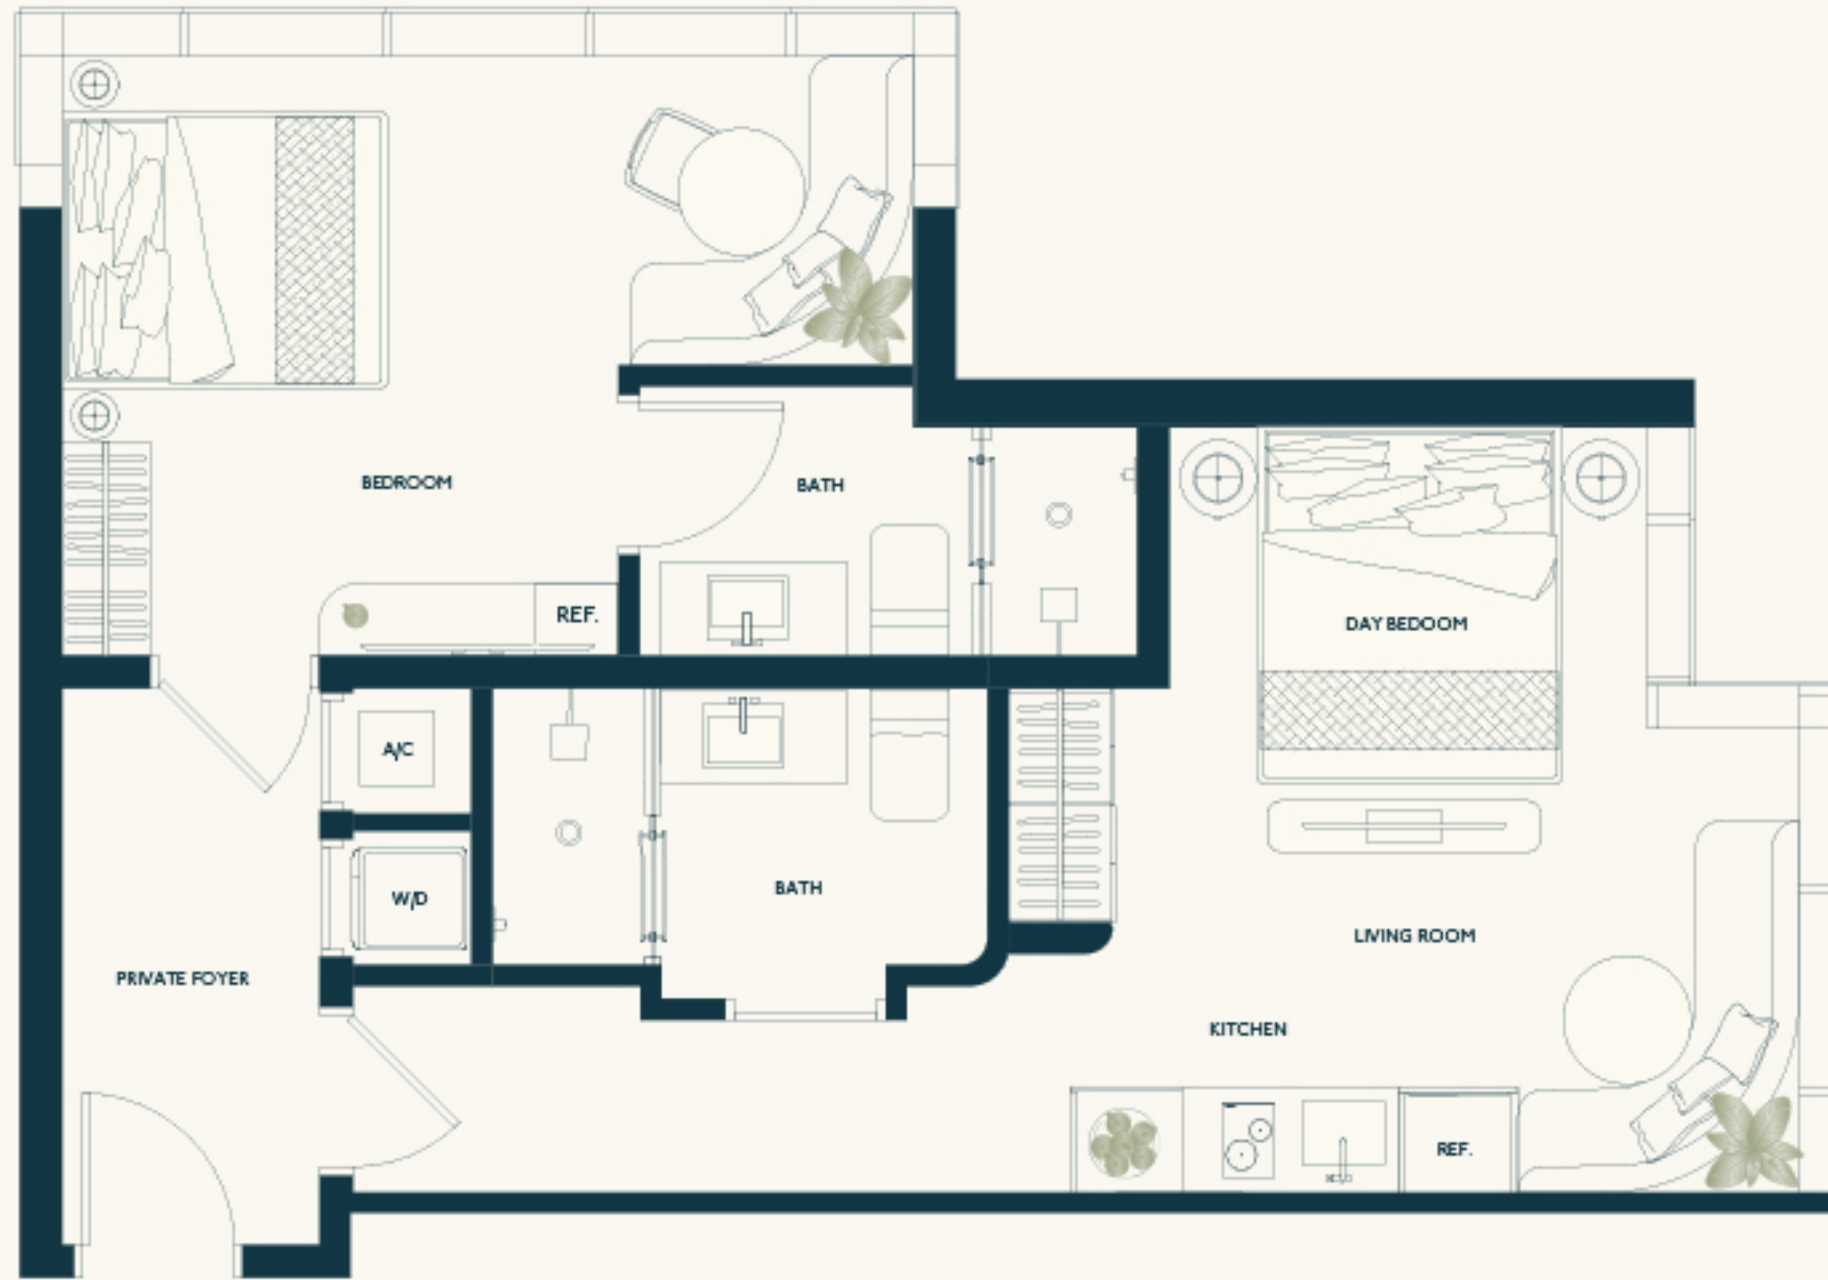 BEDROOM
BATH
REF.
DAY BEDOOM
A/C
W/D
BATH
LIVING ROOM
PRIVATE FOYER
KITCHEN
REF.